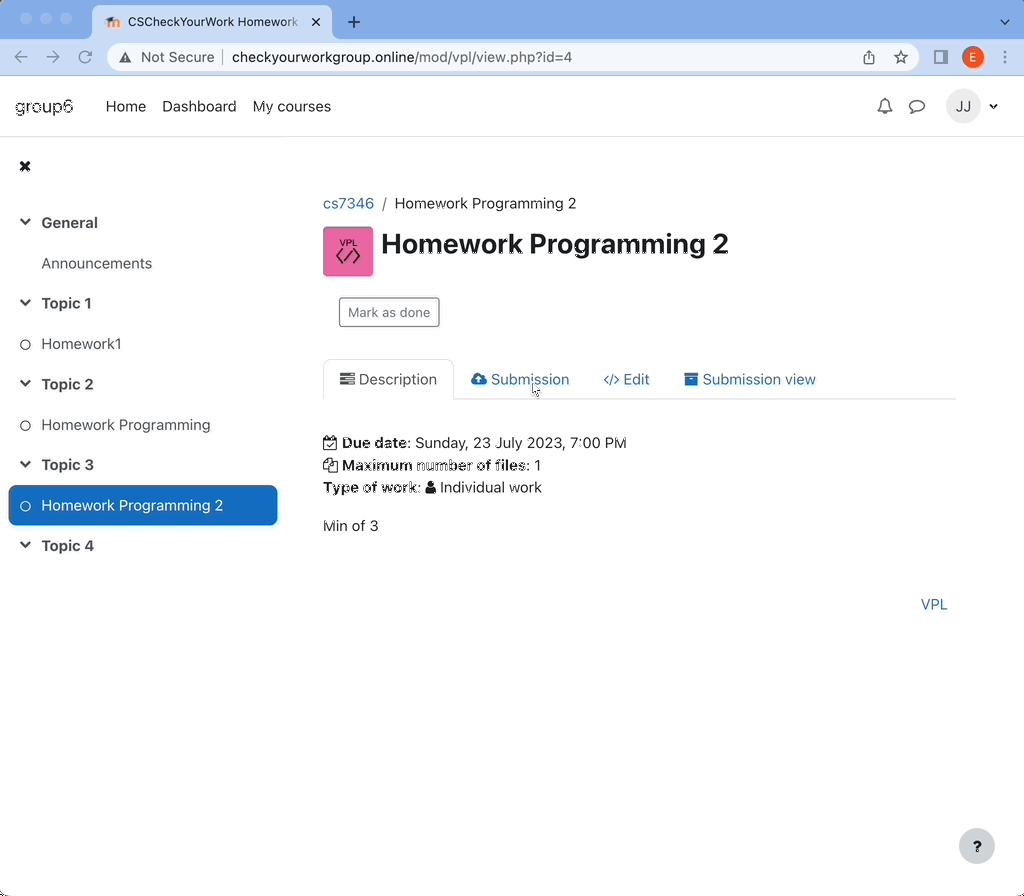 CSCheckYourWork Homework
Not Secure checkyourworkgroup.online/mod/vpl/view.php?id=4
E
group6 Home Dashboard My courses JJ
General
Announcements
Topic 1
Homework1
Topic 2
Homework Programming
Topic 3
Homework Programming 2
Topic 4
cs7346 / Homework Programming 2
VPL
Homework Programming 2
Mark as done
Description Submission </> Edit Submission view
Due date: Sunday, 23 July 2023, 7:00 PM
Maximum number of files: 1
Type of work: Individual work
Min of 3
VPL
?